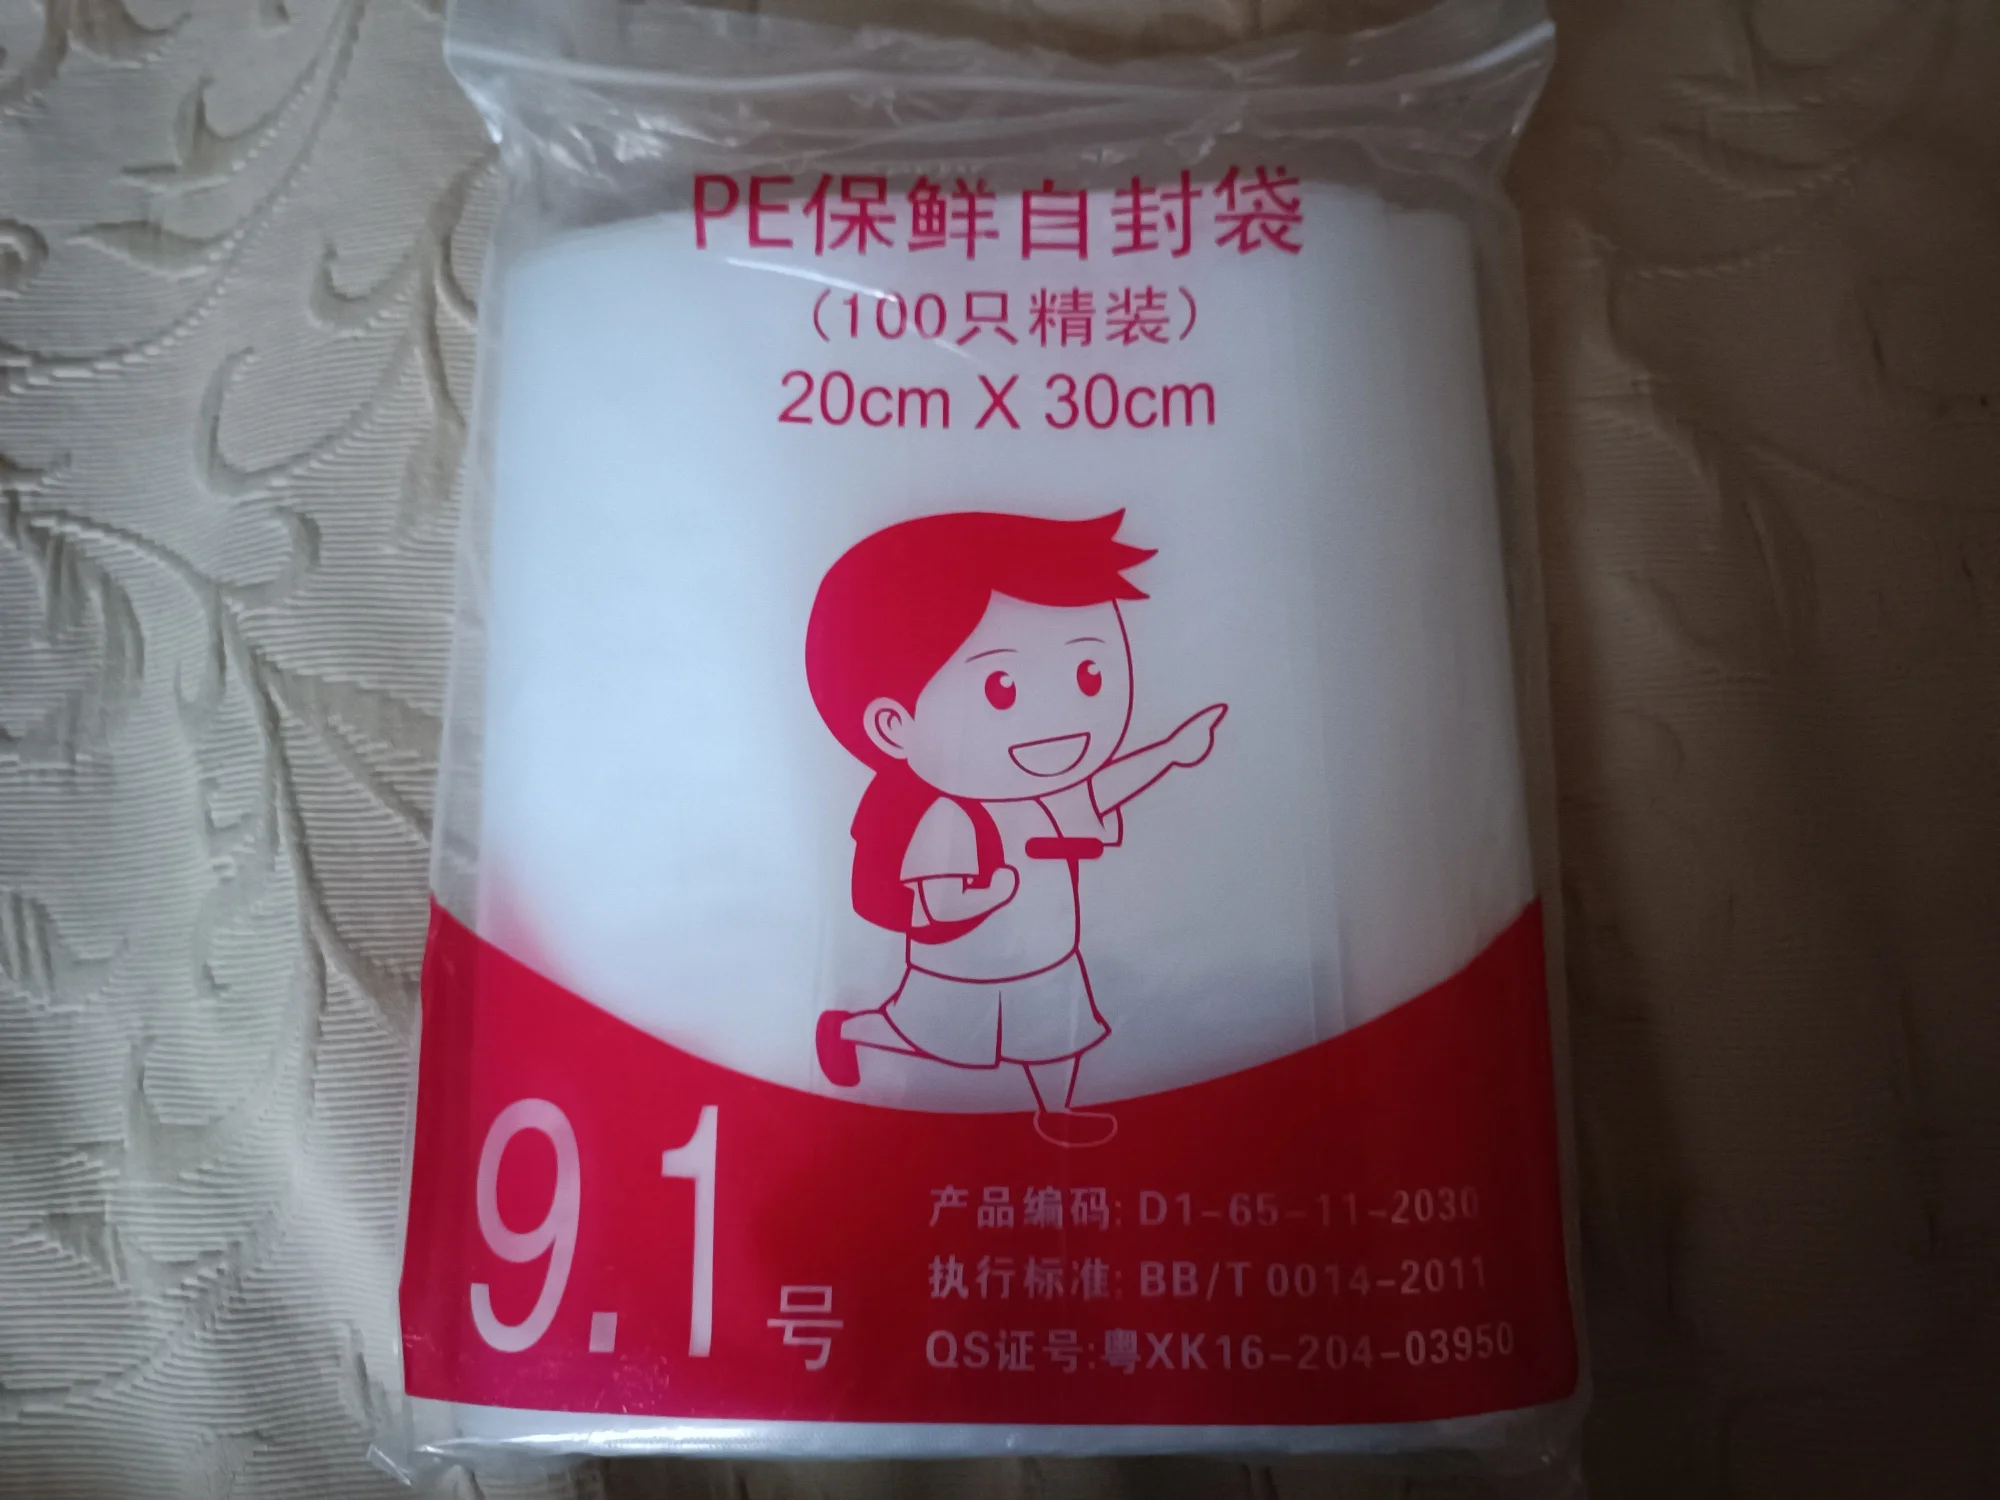 PE保鲜自封袋
(100只精装)
20cm X 30cm
9.1号
产品编码: D1-65-11-2030
执行标准: BB/T 0014-2011
QS证号:粤XK16-204-03950